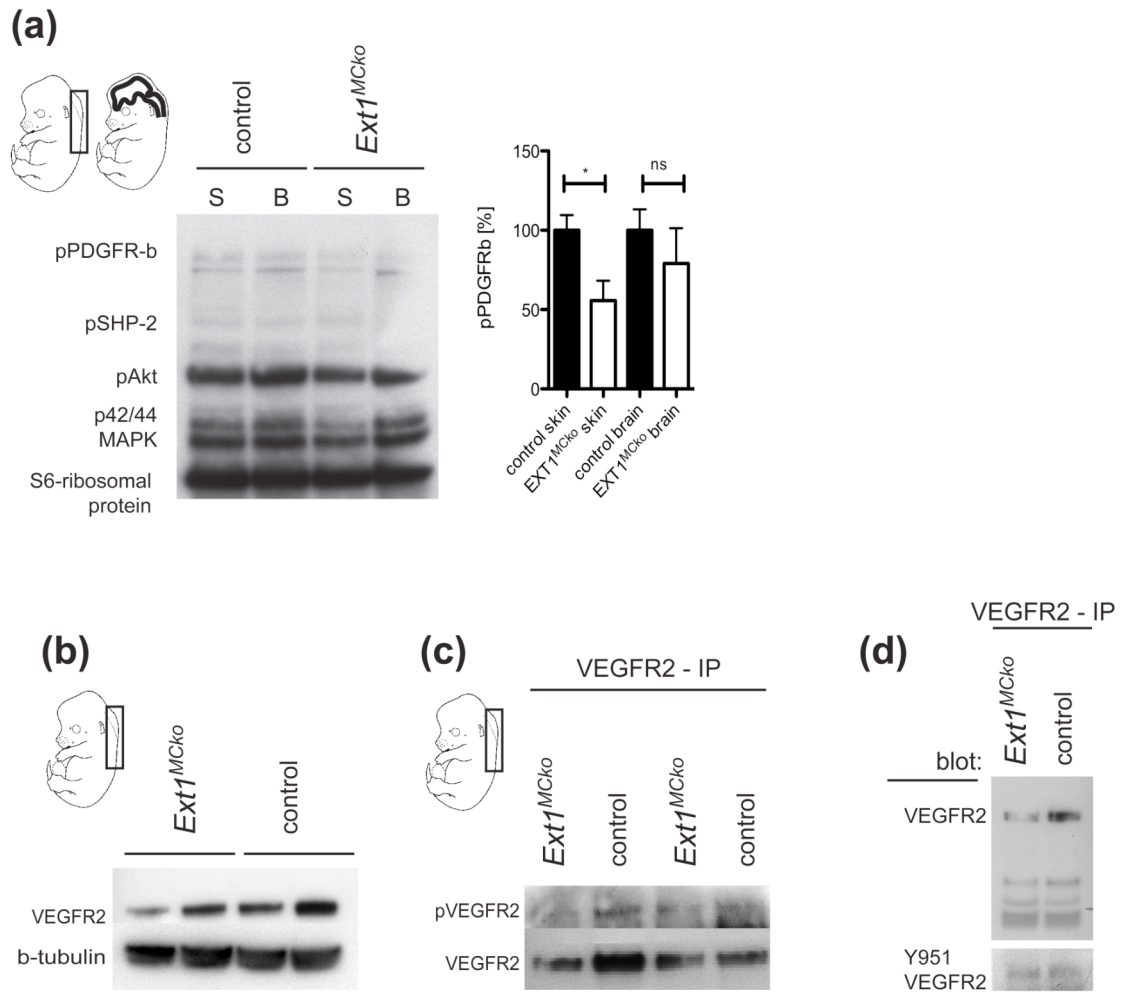 (a)
control
Ext1MCko
S B S B
pPDGFR-b
pSHP-2
pAkt
p42/44
MAPK
S6-ribosomal
protein
pPDGFRb [%]
150
100
50
0
*
ns
control skin
EXT1MCko skin
control brain
EXT1MCko brain
(b)
Ext1MCko
control
VEGFR2
b-tubulin
(c)
VEGFR2 - IP
Ext1MCko
control
Ext1MCko
control
pVEGFR2
VEGFR2
(d)
VEGFR2 - IP
Ext1MCko
control
blot:
VEGFR2
Y951
VEGFR2